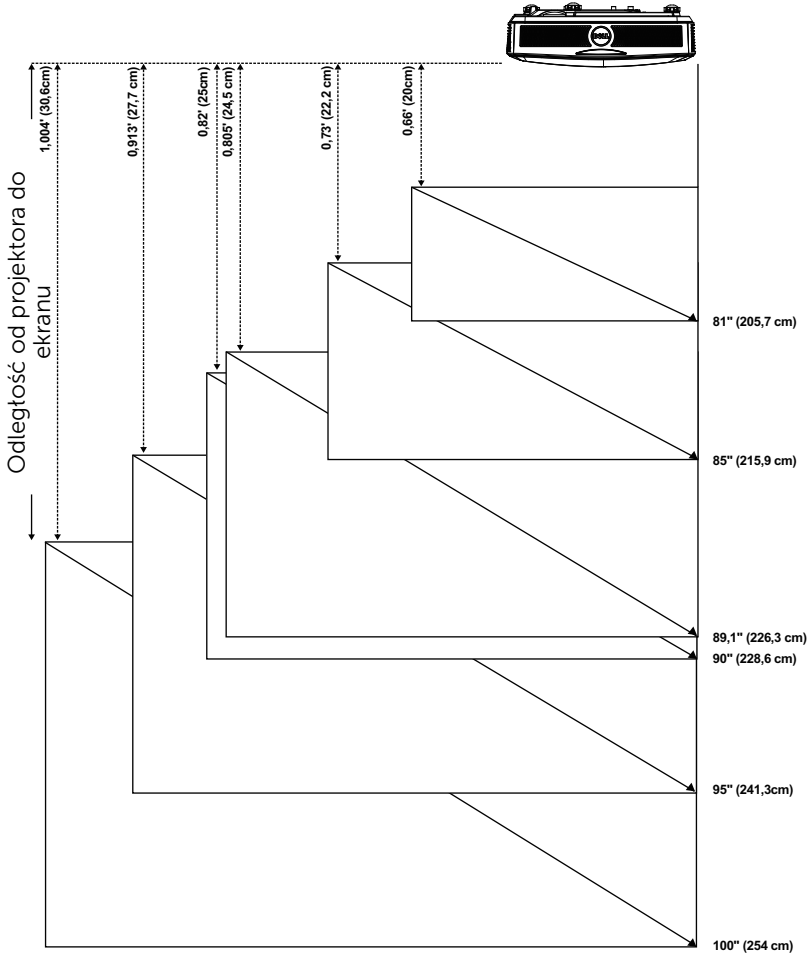 DELL
Odległość od projektora do
ekranu
1,004' (30,6cm)
0,913' (27,7 cm)
0,82' (25cm)
0,805' (24,5 cm)
0,73' (22,2 cm)
0,66' (20cm)
81" (205,7 cm)
85" (215,9 cm)
89,1" (226,3 cm)
90" (228,6 cm)
95" (241,3cm)
100" (254 cm)